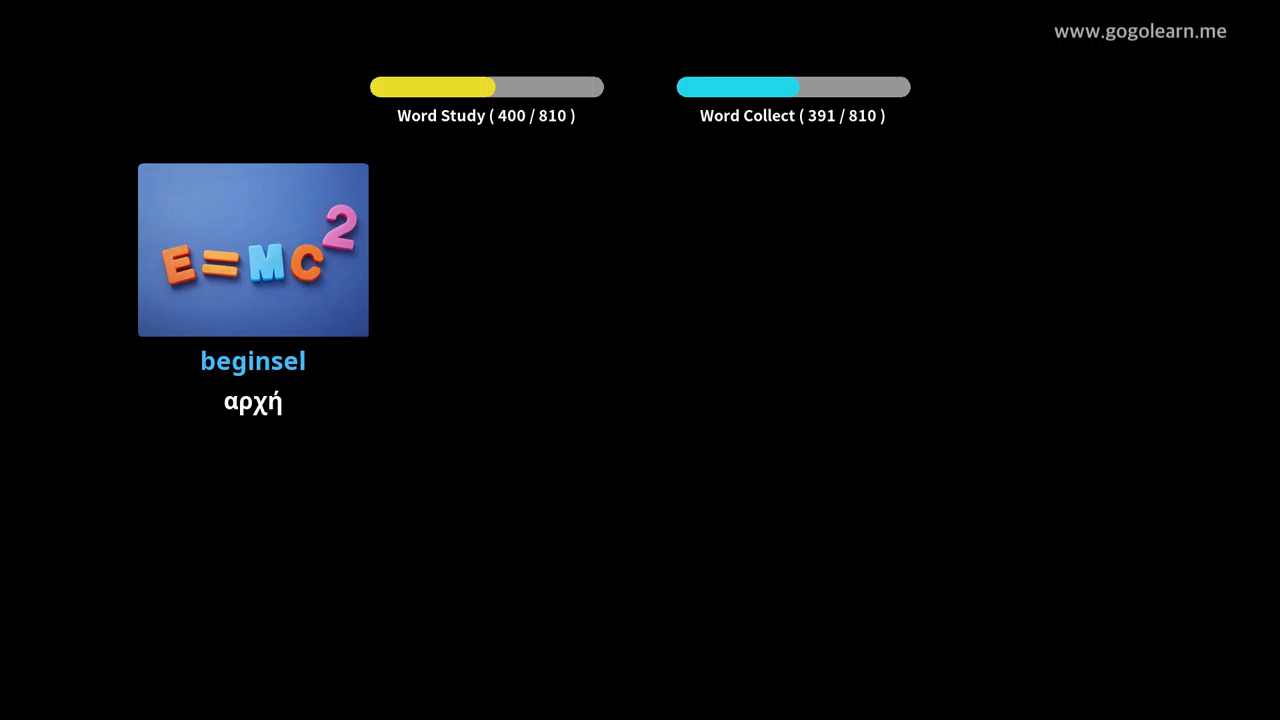 www.gogolearn.me
Word Study ( 400 / 810 )
Word Collect ( 391 / 810 )
E=MC²
beginsel
αρχή